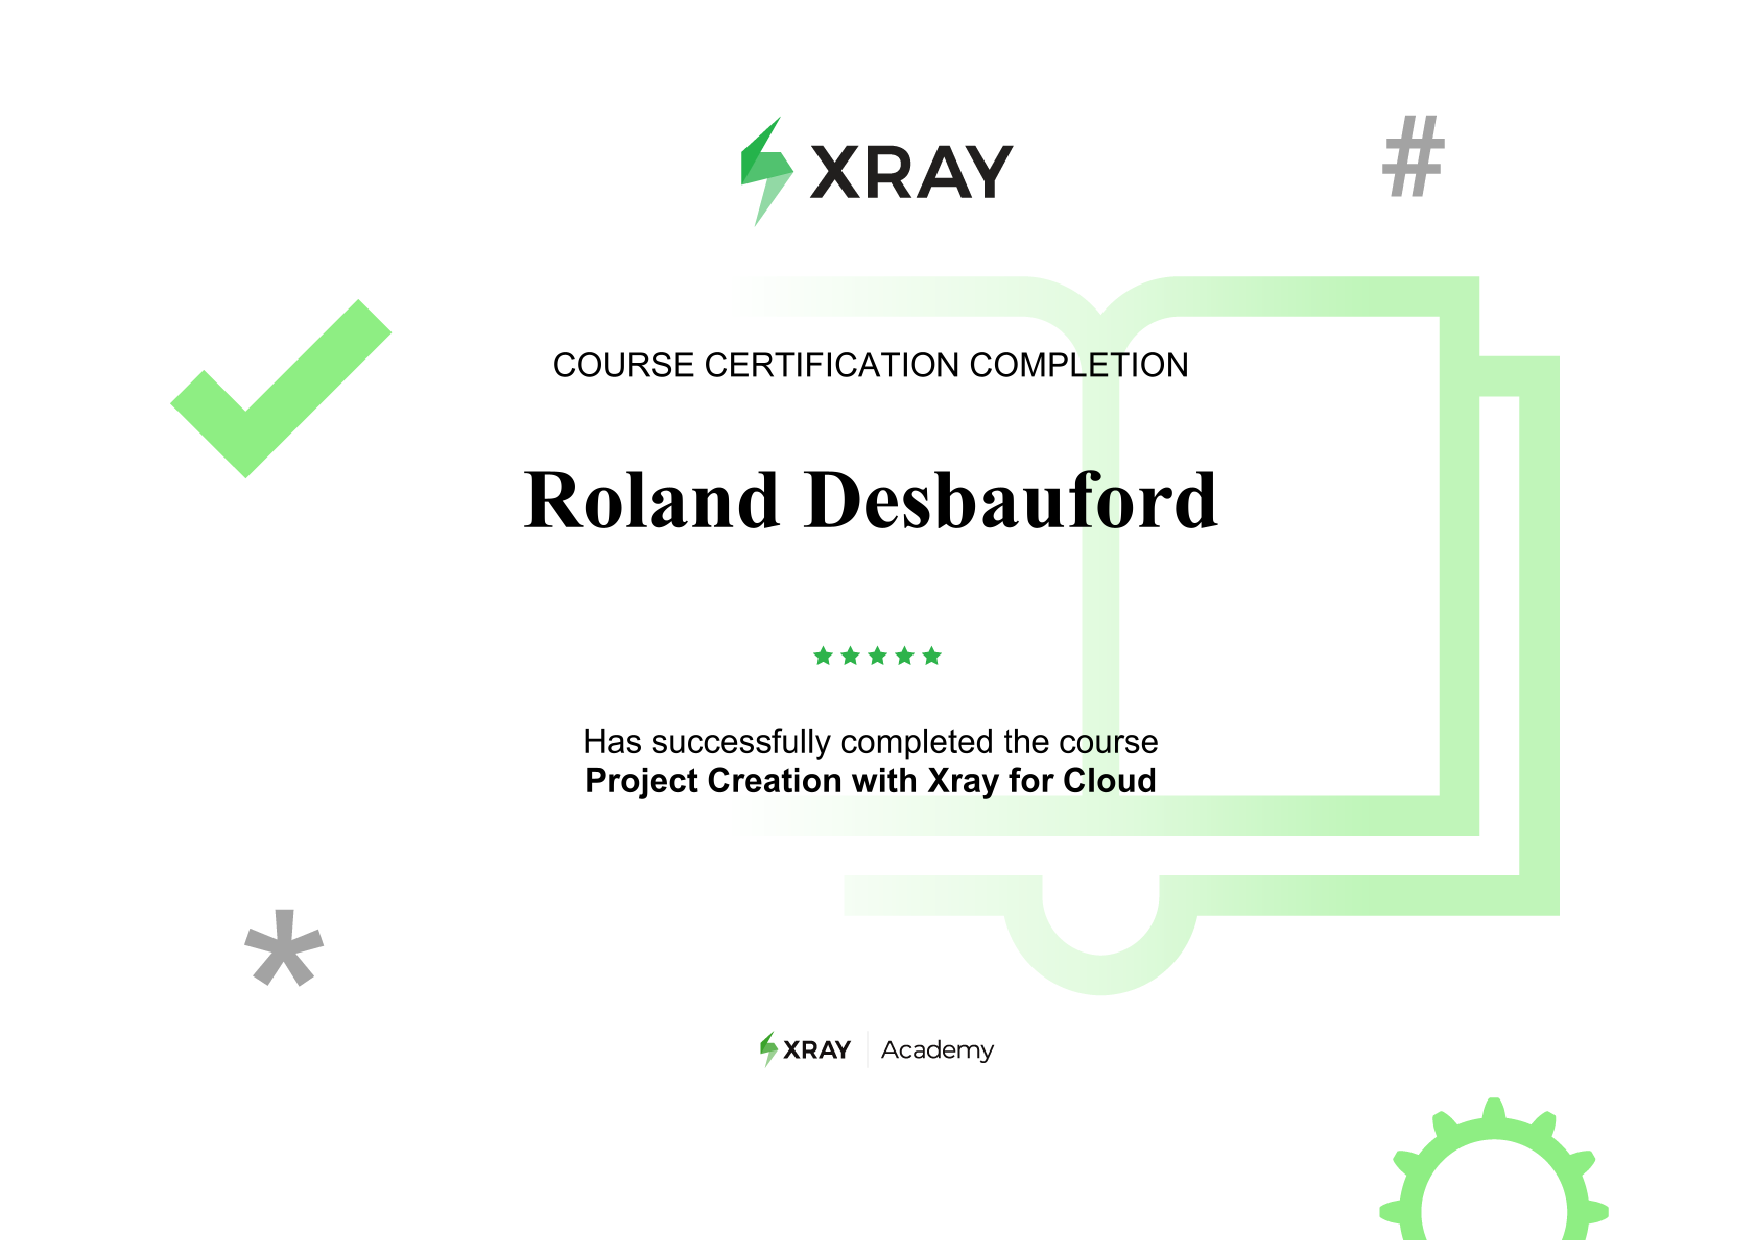 XRAY
#
COURSE CERTIFICATION COMPLETION
Roland Desbauford
Has successfully completed the course
Project Creation with Xray for Cloud
*
XRAY | Academy